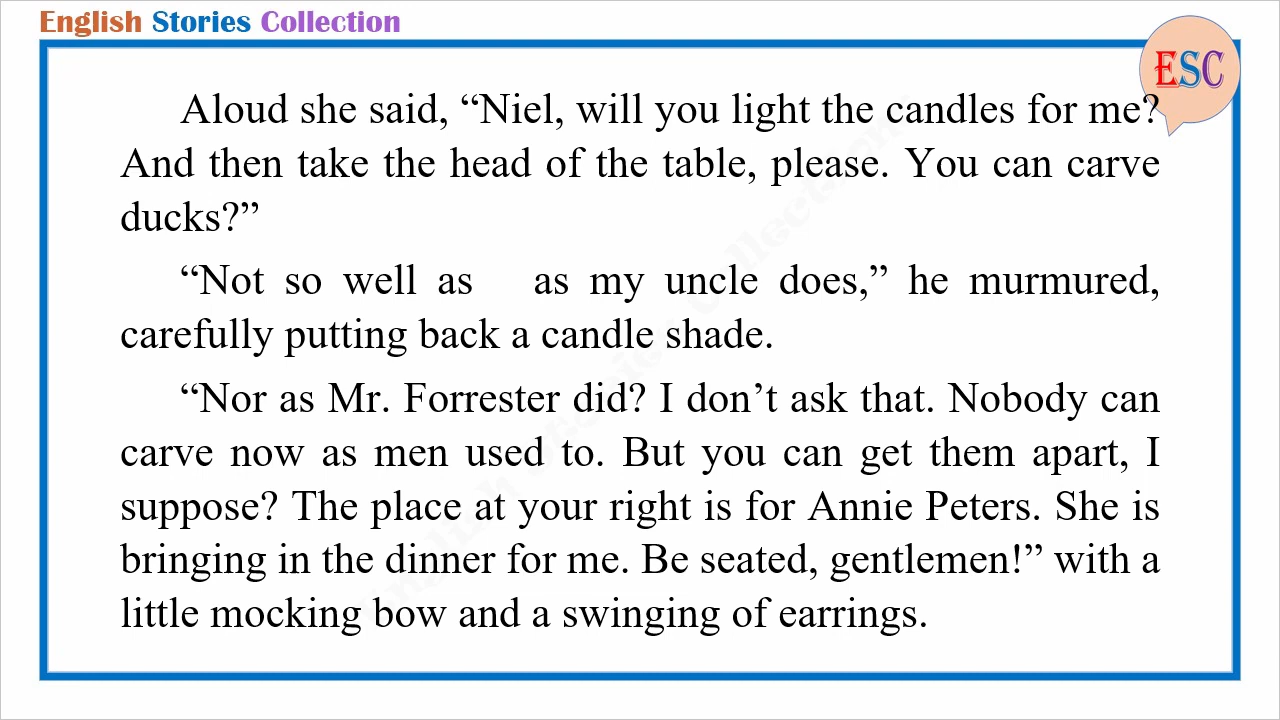 English Stories Collection
ESC
Aloud she said, “Niel, will you light the candles for me?
And then take the head of the table, please. You can carve
ducks?”
“Not so well as   as my uncle does,” he murmured,
carefully putting back a candle shade.
“Nor as Mr. Forrester did? I don’t ask that. Nobody can
carve now as men used to. But you can get them apart, I
suppose? The place at your right is for Annie Peters. She is
bringing in the dinner for me. Be seated, gentlemen!” with a
little mocking bow and a swinging of earrings.
English Stories Collection